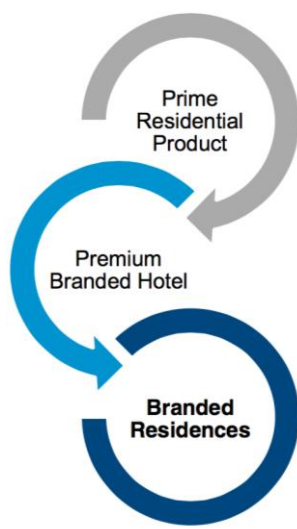 Prime
Residential
Product
Premium
Branded Hotel
Branded
Residences